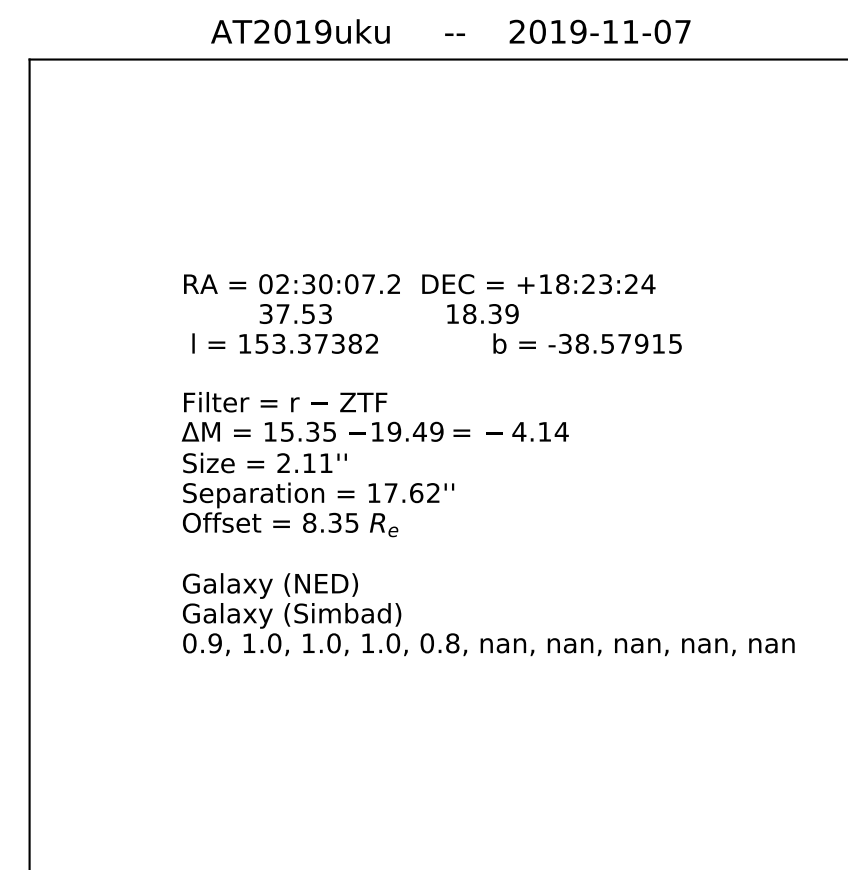 AT2019uku -- 2019-11-07
RA = 02:30:07.2 DEC = +18:23:24
37.53 18.39
l = 153.37382 b = -38.57915
Filter = r − ZTF
ΔM = 15.35 −19.49 = − 4.14
Size = 2.11''
Separation = 17.62''
Offset = 8.35 Rₑ
Galaxy (NED)
Galaxy (Simbad)
0.9, 1.0, 1.0, 1.0, 0.8, nan, nan, nan, nan, nan